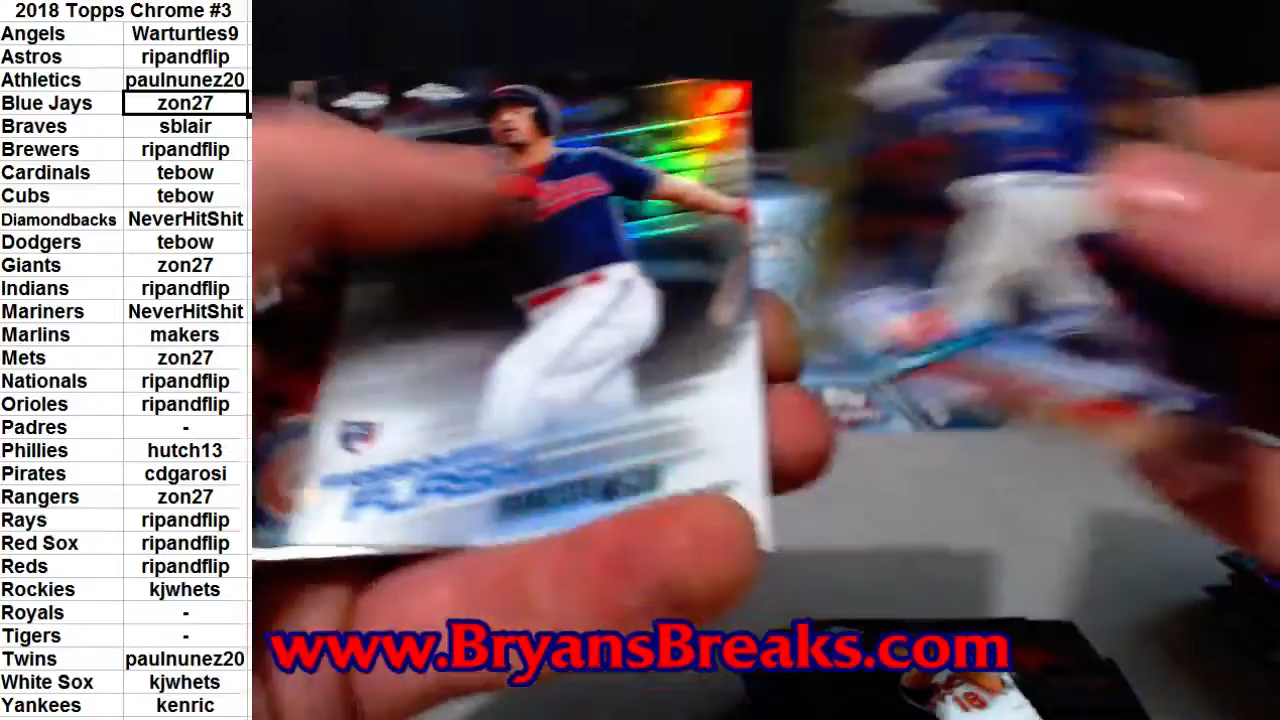 2018 Topps Chrome #3
Angels Warturtles9
Astros ripandflip
Athletics paulnunez20
Blue Jays zon27
Braves sblair
Brewers ripandflip
Cardinals tebow
Cubs tebow
Diamondbacks NeverHitShit
Dodgers tebow
Giants zon27
Indians ripandflip
Mariners NeverHitShit
Marlins makers
Mets zon27
Nationals ripandflip
Orioles ripandflip
Padres -
Phillies hutch13
Pirates cdgarosi
Rangers zon27
Rays ripandflip
Red Sox ripandflip
Reds ripandflip
Rockies kjwhets
Royals -
Tigers -
Twins paulnunez20
White Sox kjwhets
Yankees kenric
www.BryansBreaks.com
18